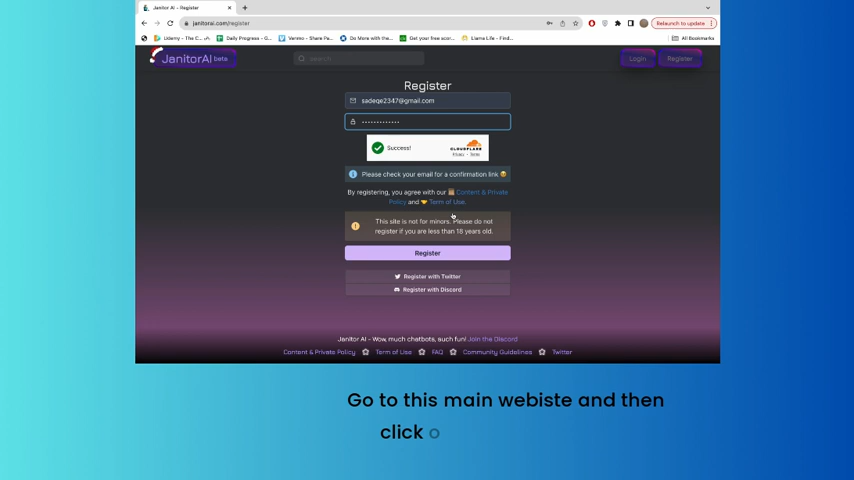 Janitor AI - Register
janitorai.com/register
Relaunch to update
Udemy - The C...
Daily Progress - G...
Venmo - Share Pa...
Do More with the...
Get your free scor...
Llama Life - Find...
All Bookmarks
JanitorAI beta
search
Login
Register
Register
sadeqe2347@gmail.com
Success!
CLOUDFLARE
Privacy · Terms
Please check your email for a confirmation link
By registering, you agree with our Content & Private
Policy and Term of Use.
This site is not for minors. Please do not
register if you are less than 18 years old.
Register
Register with Twitter
Register with Discord
Janitor AI - Wow, much chatbots, such fun! Join the Discord
Content & Private Policy Term of Use FAQ Community Guidelines Twitter
Go to this main webiste and then
click o